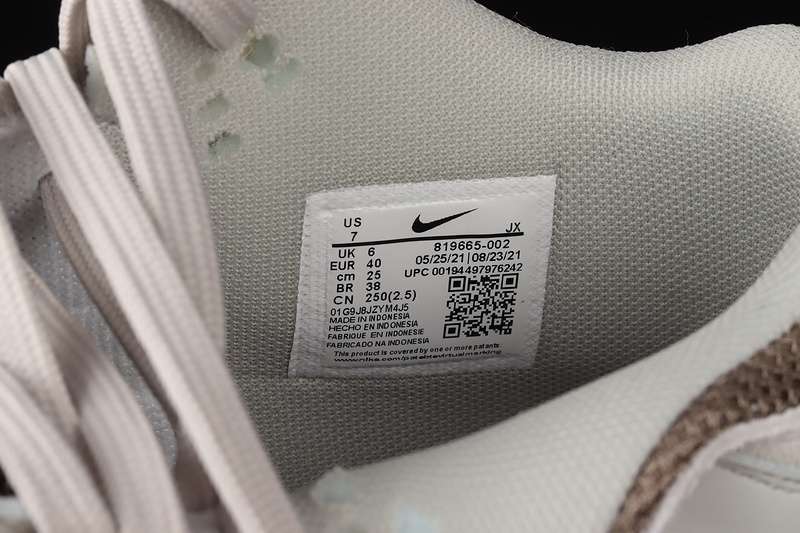 US
7
JX
UK 6
819665-002
EUR 40
05/25/21|08/23/21
cm 25
UPC 00194497976242
BR 38
CN 250(2.5)
01G9J8JZYM4J5
MADE IN INDONESIA
HECHO EN INDONESIA
FABRIQUE EN INDONESIE
FABRICADO NA INDONESIA
This product is covered by one or more patents